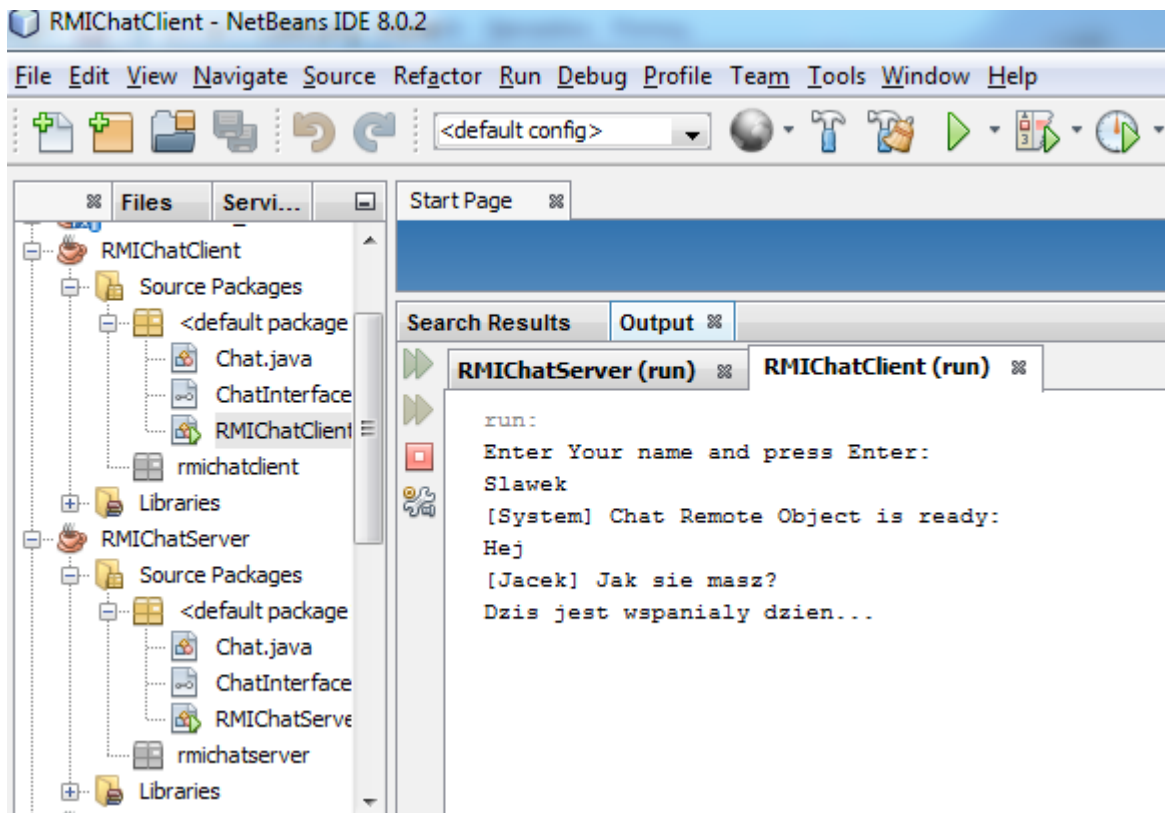 RMIChatClient - NetBeans IDE 8.0.2
File Edit View Navigate Source Refactor Run Debug Profile Team Tools Window Help
<default config>
Files Servi...
Start Page
RMIChatClient
Source Packages
<default package
Chat.java
ChatInterface
RMIChatClient
rmichatclient
Libraries
RMIChatServer
Source Packages
<default package
Chat.java
ChatInterface
RMIChatServe
rmichatserver
Libraries
Search Results Output
RMIChatServer (run) RMIChatClient (run)
run:
Enter Your name and press Enter:
Slawek
[System] Chat Remote Object is ready:
Hej
[Jacek] Jak sie masz?
Dzis jest wspanialy dzien...